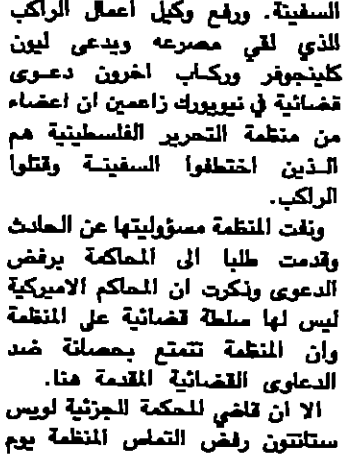 السفينة. ورفع وكيل أعمال الراكب
الذي لقي مصرعه ويدعى ليون
كلينجوفر وركاب اخرون دعوى
قضائية في نيويورك زاعمين ان اعضاء
من منظمة التحرير الفلسطينية هم
الذين اختطفوا السفينة وقتلوا
الراكب.
ونفت المنظمة مسؤوليتها عن الحادث
وقدمت طلبا الى المحاكمة برفض
الدعوى وذكرت ان المحاكم الاميركية
ليس لها سلطة قضائية على المنظمة
وان المنظمة تتمتع بحصانة ضد
الدعاوى القضائية المقدمة هنا.
الا ان قاضي المحكمة الجزئية لويس
ستانتون رفض التماس المنظمة يوم